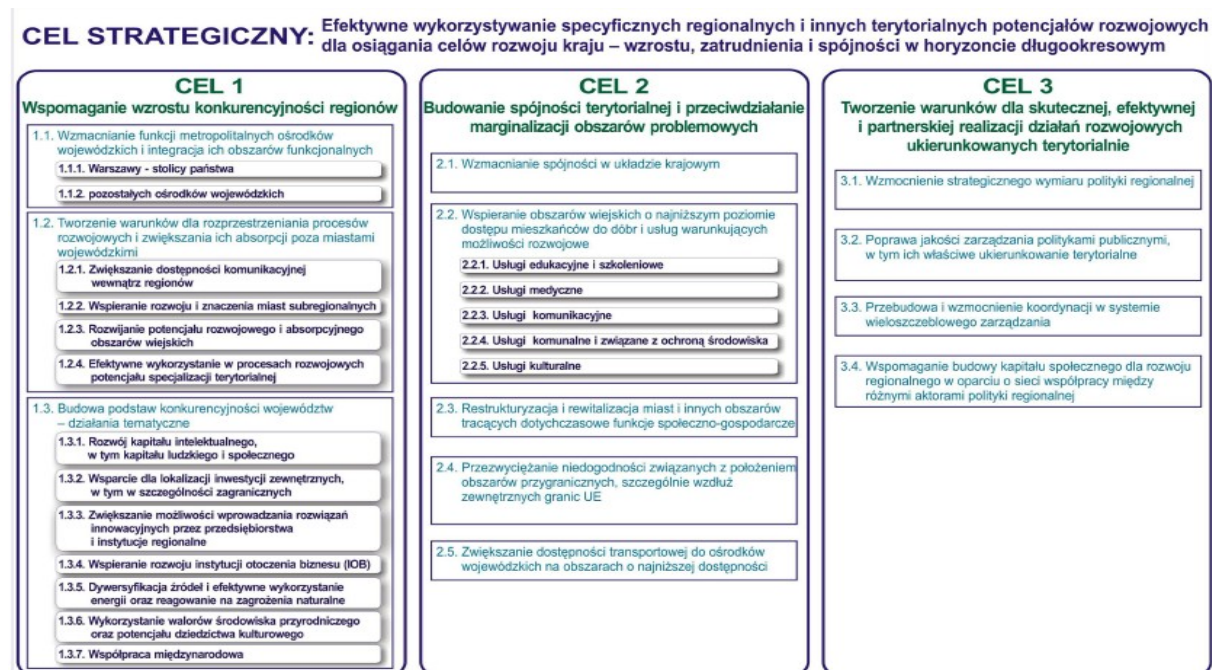 CEL STRATEGICZNY: Efektywne wykorzystywanie specyficznych regionalnych i innych terytorialnych potencjałów rozwojowych
dla osiągania celów rozwoju kraju – wzrostu, zatrudnienia i spójności w horyzoncie długookresowym
CEL 1
Wspomaganie wzrostu konkurencyjności regionów
1.1. Wzmacnianie funkcji metropolitalnych ośrodków
wojewódzkich i integracja ich obszarów funkcjonalnych
1.1.1. Warszawy - stolicy państwa
1.1.2. pozostałych ośrodków wojewódzkich
1.2. Tworzenie warunków dla rozprzestrzeniania procesów
rozwojowych i zwiększania ich absorpcji poza miastami
wojewódzkimi
1.2.1. Zwiększanie dostępności komunikacyjnej
wewnątrz regionów
1.2.2. Wspieranie rozwoju i znaczenia miast subregionalnych
1.2.3. Rozwijanie potencjału rozwojowego i absorpcyjnego
obszarów wiejskich
1.2.4. Efektywne wykorzystanie w procesach rozwojowych
potencjału specjalizacji terytorialnej
1.3. Budowa podstaw konkurencyjności województw
– działania tematyczne
1.3.1. Rozwój kapitału intelektualnego,
w tym kapitału ludzkiego i społecznego
1.3.2. Wsparcie dla lokalizacji inwestycji zewnętrznych,
w tym w szczególności zagranicznych
1.3.3. Zwiększanie możliwości wprowadzania rozwiązań
innowacyjnych przez przedsiębiorstwa
i instytucje regionalne
1.3.4. Wspieranie rozwoju instytucji otoczenia biznesu (IOB)
1.3.5. Dywersyfikacja źródeł i efektywne wykorzystanie
energii oraz reagowanie na zagrożenia naturalne
1.3.6. Wykorzystanie walorów środowiska przyrodniczego
oraz potencjału dziedzictwa kulturowego
1.3.7. Współpraca międzynarodowa
CEL 2
Budowanie spójności terytorialnej i przeciwdziałanie
marginalizacji obszarów problemowych
2.1. Wzmacnianie spójności w układzie krajowym
2.2. Wspieranie obszarów wiejskich o najniższym poziomie
dostępu mieszkańców do dóbr i usług warunkujących
możliwości rozwojowe
2.2.1. Usługi edukacyjne i szkoleniowe
2.2.2. Usługi medyczne
2.2.3. Usługi komunikacyjne
2.2.4. Usługi komunalne i związane z ochroną środowiska
2.2.5. Usługi kulturalne
2.3. Restrukturyzacja i rewitalizacja miast i innych obszarów
tracących dotychczasowe funkcje społeczno-gospodarcze
2.4. Przezwyciężanie niedogodności związanych z położeniem
obszarów przygranicznych, szczególnie wzdłuż
zewnętrznych granic UE
2.5. Zwiększanie dostępności transportowej do ośrodków
wojewódzkich na obszarach o najniższej dostępności
CEL 3
Tworzenie warunków dla skutecznej, efektywnej
i partnerskiej realizacji działań rozwojowych
ukierunkowanych terytorialnie
3.1. Wzmocnienie strategicznego wymiaru polityki regionalnej
3.2. Poprawa jakości zarządzania politykami publicznymi,
w tym ich właściwe ukierunkowanie terytorialne
3.3. Przebudowa i wzmocnienie koordynacji w systemie
wieloszczeblowego zarządzania
3.4. Wspomaganie budowy kapitału społecznego dla rozwoju
regionalnego w oparciu o sieci współpracy między
różnymi aktorami polityki regionalnej